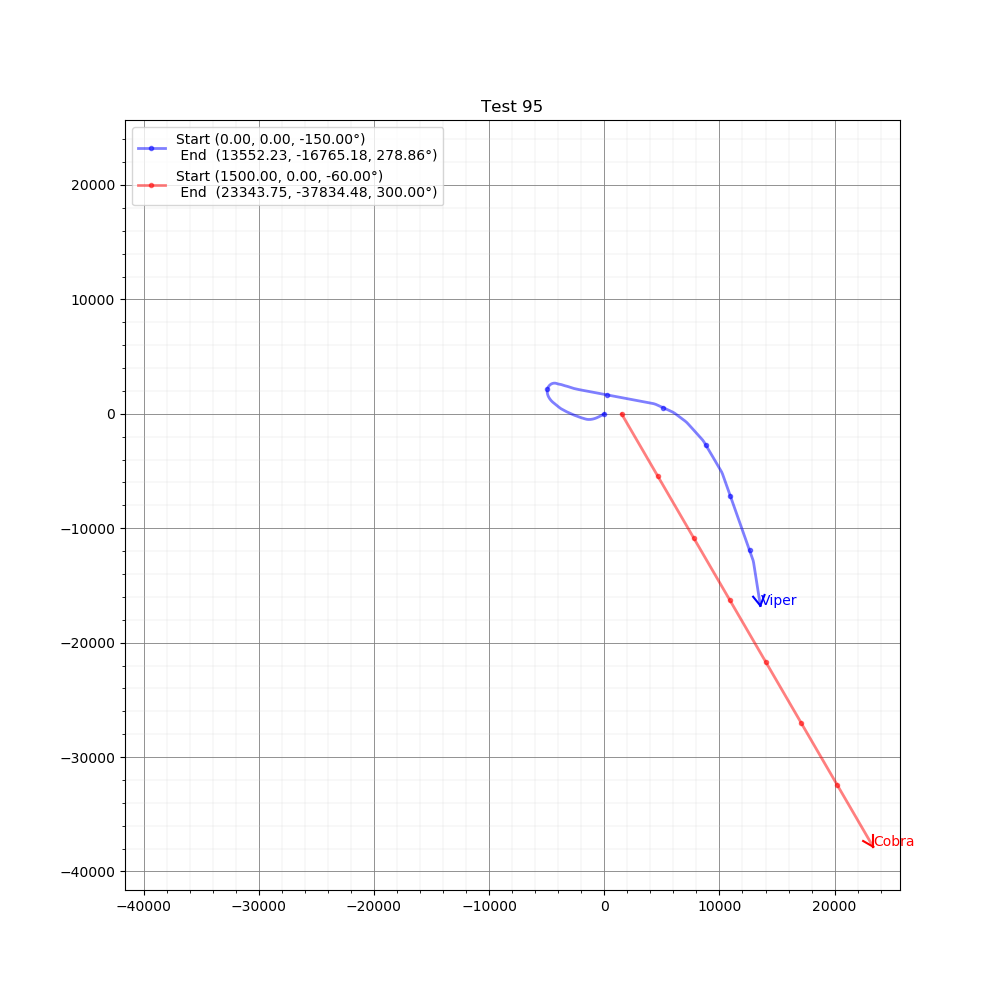 Test 95
Start (0.00, 0.00, -150.00°)
End  (13552.23, -16765.18, 278.86°)
Start (1500.00, 0.00, -60.00°)
End  (23343.75, -37834.48, 300.00°)
20000
10000
0
−10000
−20000
−30000
−40000
Viper
Cobra
−40000 −30000 −20000 −10000 0 10000 20000